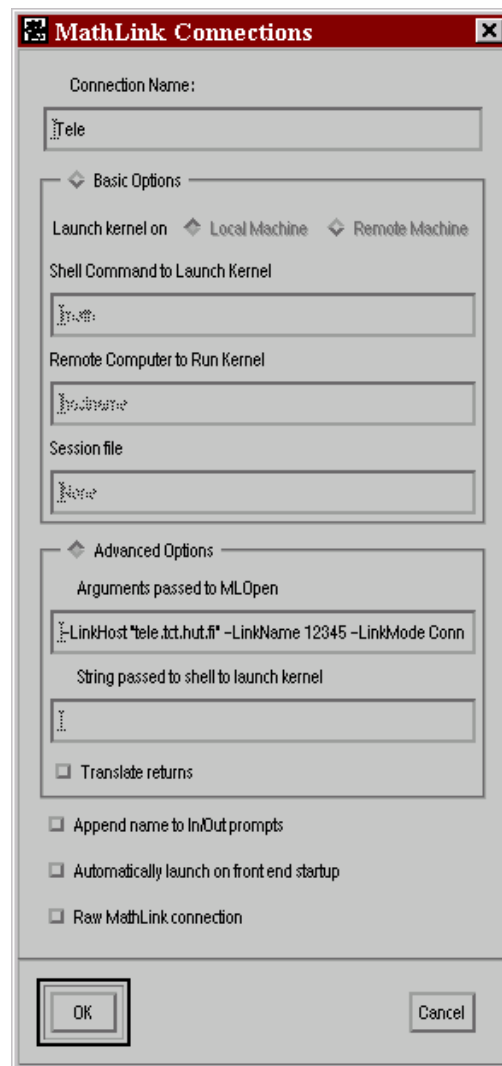 MathLink Connections
Connection Name:
Tele
Basic Options
Launch kernel on Local Machine Remote Machine
Shell Command to Launch Kernel
math
Remote Computer to Run Kernel
hostname
Session file
None
Advanced Options
Arguments passed to MLOpen
-LinkHost "tele.tct.hut.fi" -LinkName 12345 -LinkMode Conn
String passed to shell to launch kernel
Translate returns
Append name to In/Out prompts
Automatically launch on front end startup
Raw MathLink connection
OK Cancel